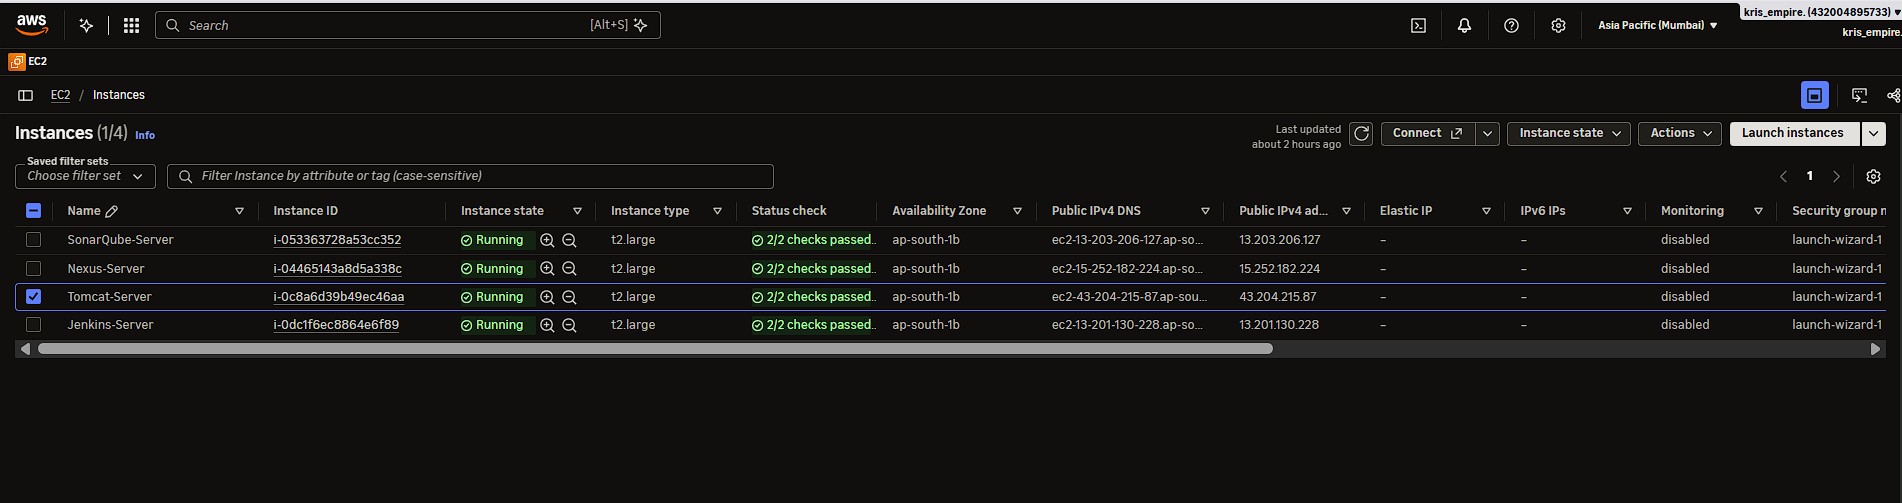 aws
Search [Alt+S]
Asia Pacific (Mumbai)
kris_empire. (432004895733)
kris_empire.
EC2
EC2 / Instances
Instances (1/4) Info
Last updated
about 2 hours ago
Connect
Instance state
Actions
Launch instances
Saved filter sets
Choose filter set
Filter Instance by attribute or tag (case-sensitive)
1
Name Instance ID Instance state Instance type Status check Availability Zone Public IPv4 DNS Public IPv4 ad... Elastic IP IPv6 IPs Monitoring Security group n
SonarQube-Server i-053363728a53cc352 Running t2.large 2/2 checks passed.. ap-south-1b ec2-13-203-206-127.ap-so... 13.203.206.127 – – disabled launch-wizard-1
Nexus-Server i-04465143a8d5a338c Running t2.large 2/2 checks passed.. ap-south-1b ec2-15-252-182-224.ap-so... 15.252.182.224 – – disabled launch-wizard-1
Tomcat-Server i-0c8a6d39b49ec46aa Running t2.large 2/2 checks passed.. ap-south-1b ec2-43-204-215-87.ap-sou... 43.204.215.87 – – disabled launch-wizard-1
Jenkins-Server i-0dc1f6ec8864e6f89 Running t2.large 2/2 checks passed.. ap-south-1b ec2-13-201-130-228.ap-so... 13.201.130.228 – – disabled launch-wizard-1